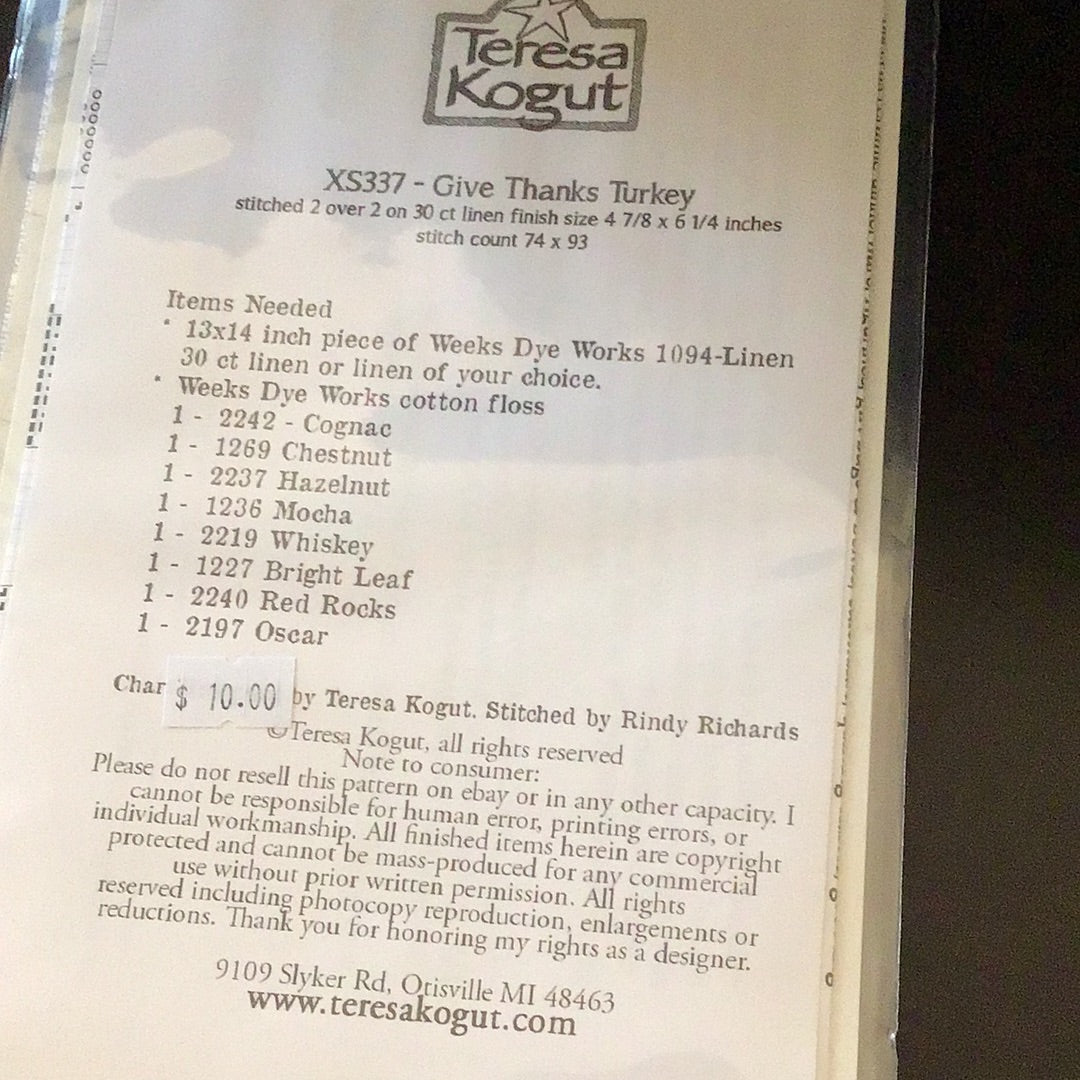 Teresa
Kogut
XS337 - Give Thanks Turkey
stitched 2 over 2 on 30 ct linen finish size 4 7/8 x 6 1/4 inches
stitch count 74 x 93
Items Needed
* 13x14 inch piece of Weeks Dye Works 1094-Linen
30 ct linen or linen of your choice.
* Weeks Dye Works cotton floss
1 - 2242 - Cognac
1 - 1269 Chestnut
1 - 2237 Hazelnut
1 - 1236 Mocha
1 - 2219 Whiskey
1 - 1227 Bright Leaf
1 - 2240 Red Rocks
1 - 2197 Oscar
Char $ 10.00 by Teresa Kogut. Stitched by Rindy Richards
©Teresa Kogut, all rights reserved
Note to consumer:
Please do not resell this pattern on ebay or in any other capacity. I
cannot be responsible for human error, printing errors, or
individual workmanship. All finished items herein are copyright
protected and cannot be mass-produced for any commercial
use without prior written permission. All rights
reserved including photocopy reproduction, enlargements or
reductions. Thank you for honoring my rights as a designer.
9109 Slyker Rd, Otisville MI 48463
www.teresakogut.com